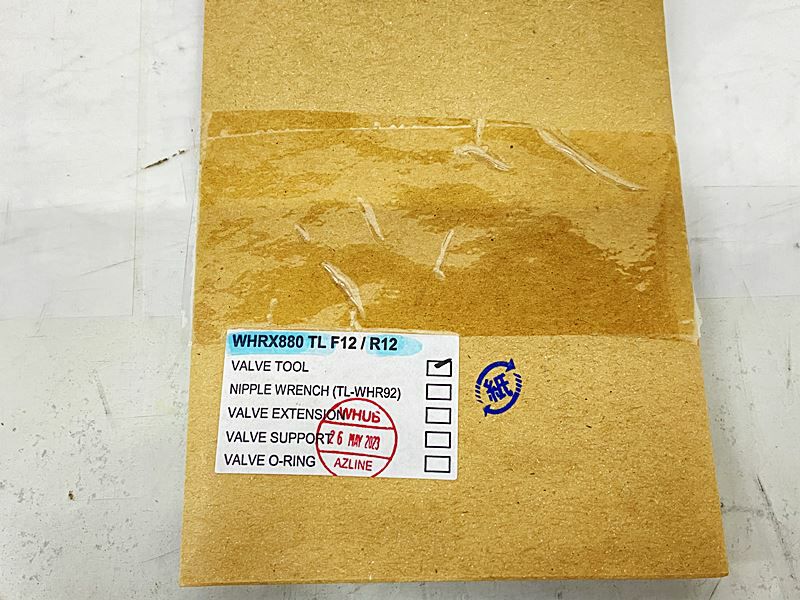 WHRX880 TL F12 / R12
VALVE TOOL
NIPPLE WRENCH (TL-WHR92)
VALVE EXTENSION
VALVE SUPPORT
VALVE O-RING
WHUB
26 MAY 2023
AZLINE
紙